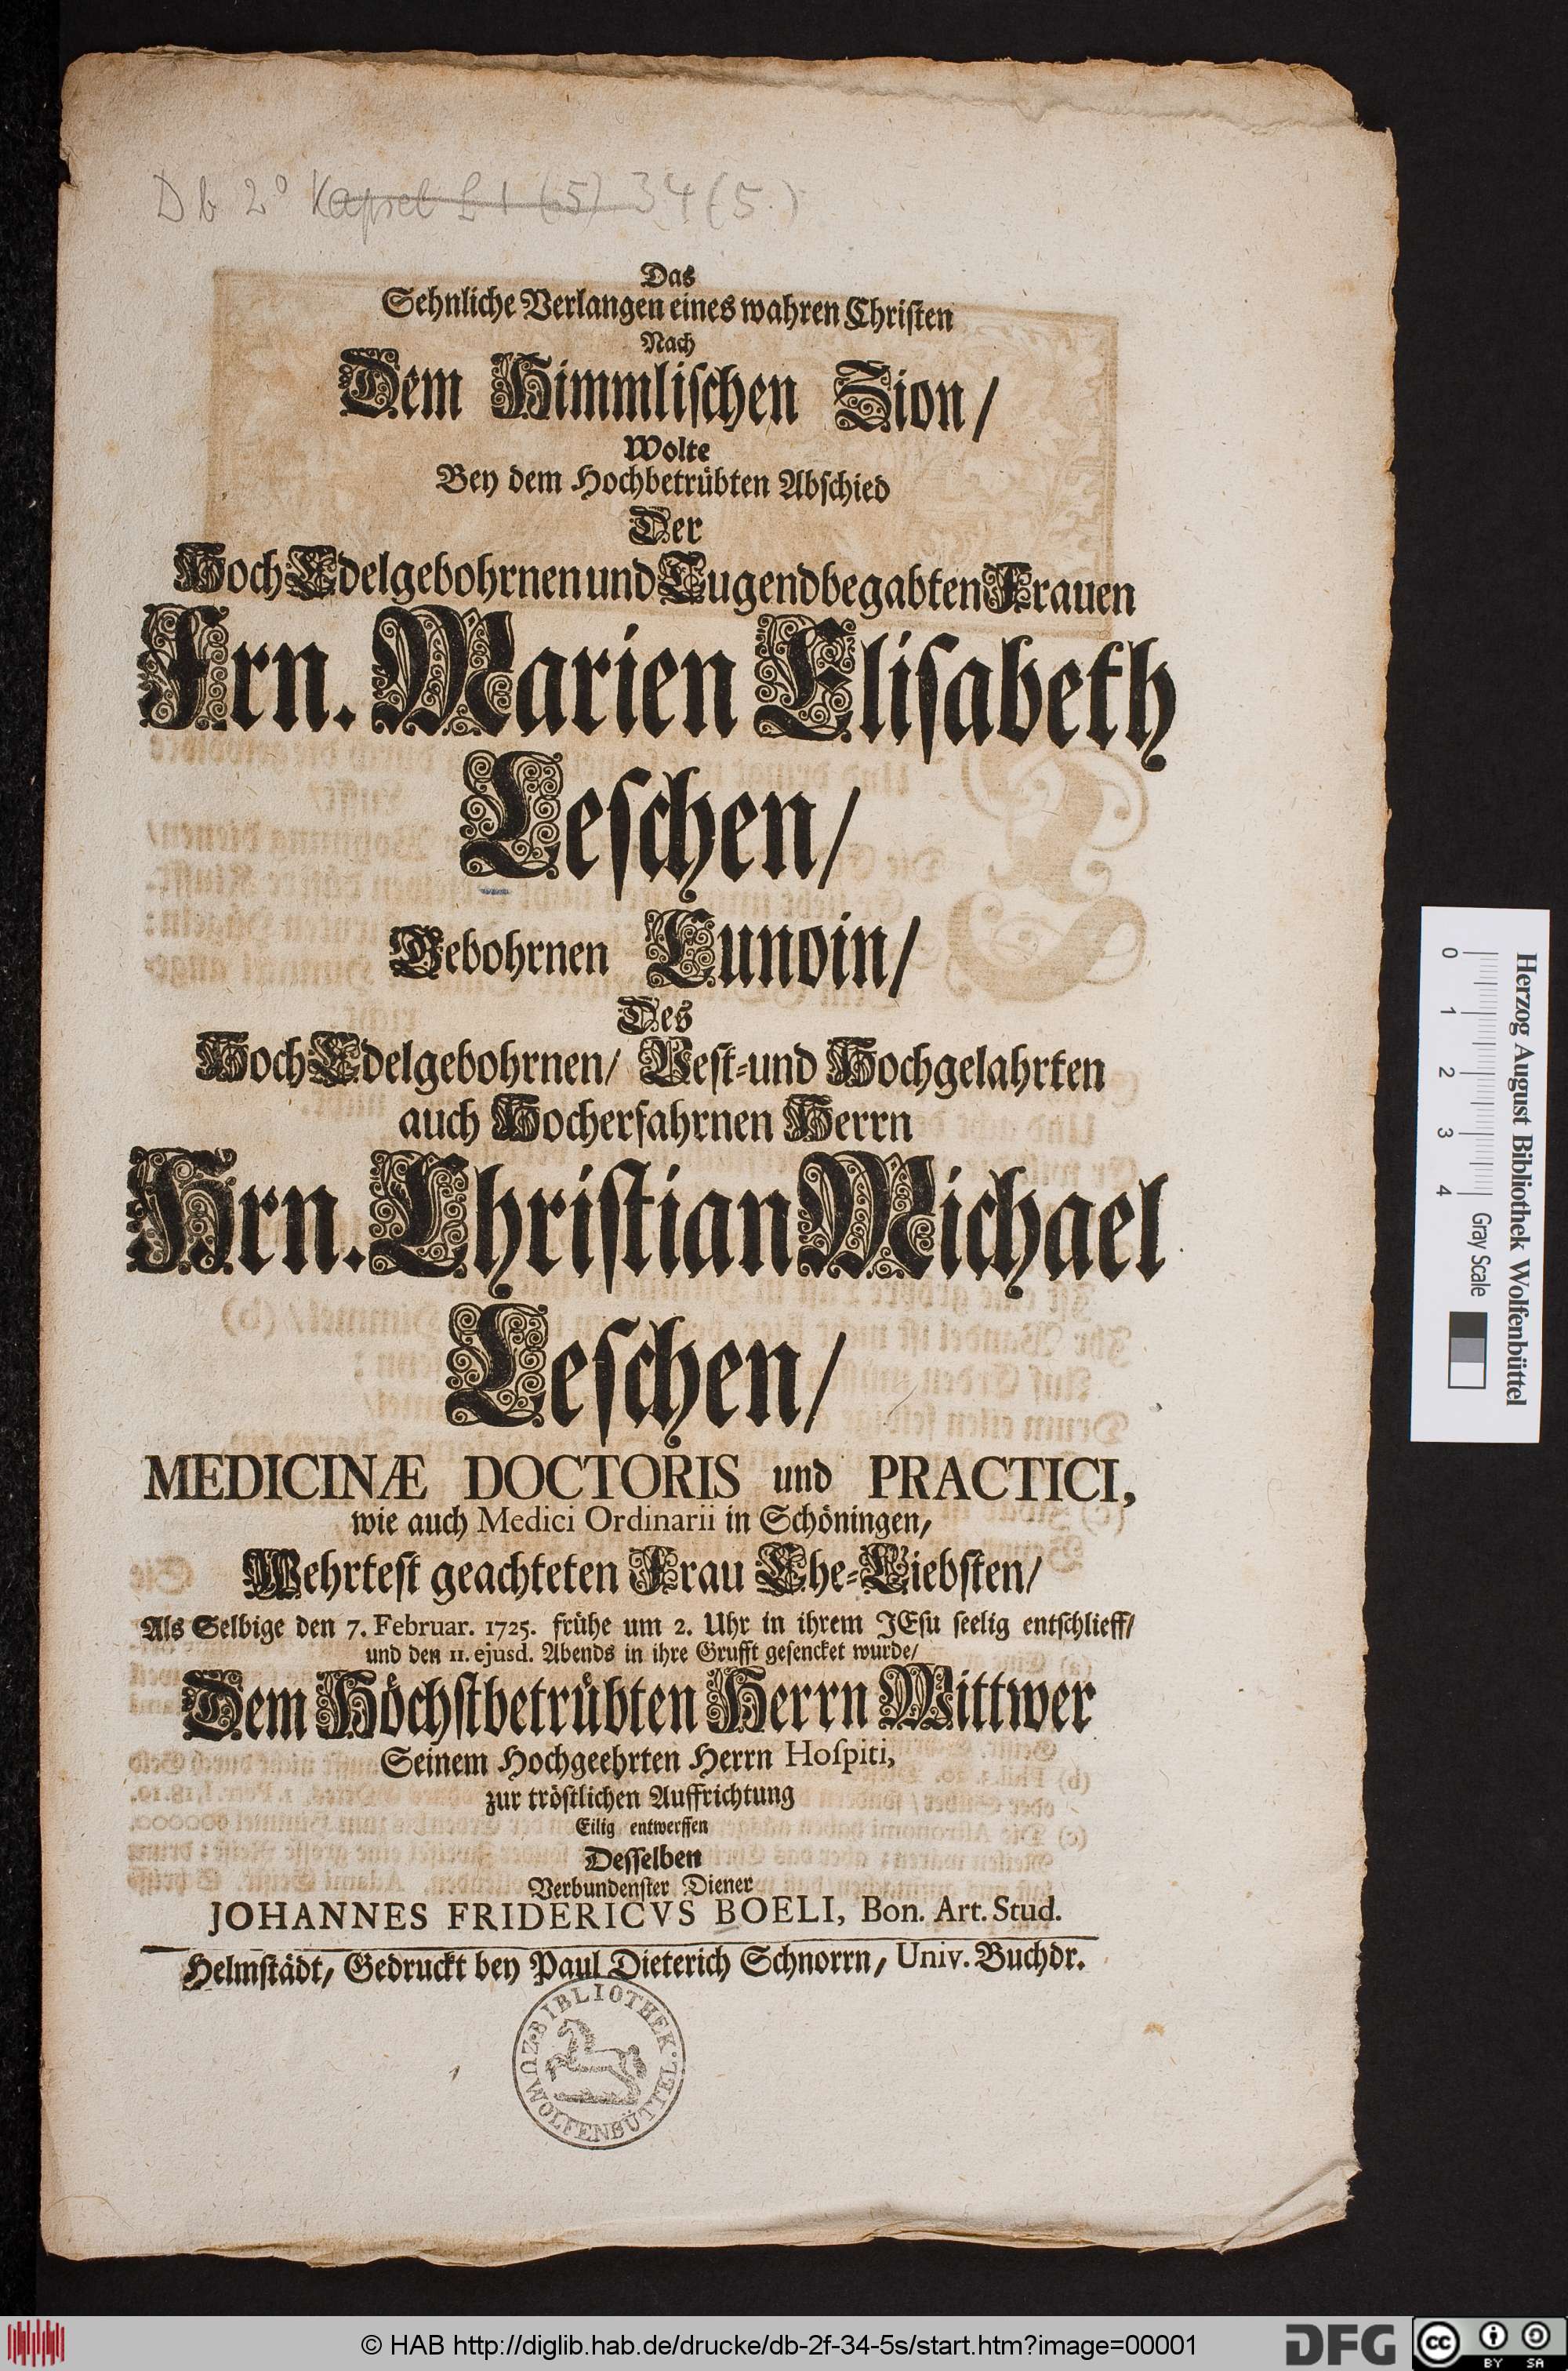 Db 2° Kapsel L 1 (5) 34 (5.)
Das
Sehnliche Verlangen eines wahren Christen
Nach
Dem Himmlischen Zion/
Wolte
Bey dem Hochbetrübten Abschied
Der
HochEdelgebohrnen und Tugendbegabten Frauen
Frn. Marien Elisabeth
Leschen/
Gebohrnen Cunoin/
Des
HochEdelgebohrnen/ Vest-und Hochgelahrten
auch Hocherfahrnen Herrn
Hrn. Christian Michael
Leschen/
MEDICINÆ DOCTORIS und PRACTICI,
wie auch Medici Ordinarii in Schöningen,
Wehrtest geachteten Frau Ehe-Liebsten/
Als Selbige den 7. Februar. 1725. frühe um 2. Uhr in ihrem JEsu seelig entschlieff/
und den 11. ejusd. Abends in ihre Grufft gesencket wurde/
Dem Höchstbetrübten Herrn Wittwer
Seinem Hochgeehrten Herrn Hospiti,
zur tröstlichen Auffrichtung
Eilig entwerffen
Desselben
Verbundenster Diener
JOHANNES FRIDERICVS BOELI, Bon. Art. Stud.
Helmstädt, Gedruckt bey Paul Dieterich Schnorrn, Univ. Buchdr.
BIBLIOTHEK · ZU WOLFENBÜTTEL ·
Herzog August Bibliothek Wolfenbüttel
0 1 2 3 4 Gray Scale
© HAB http://diglib.hab.de/drucke/db-2f-34-5s/start.htm?image=00001
DFG
cc BY SA